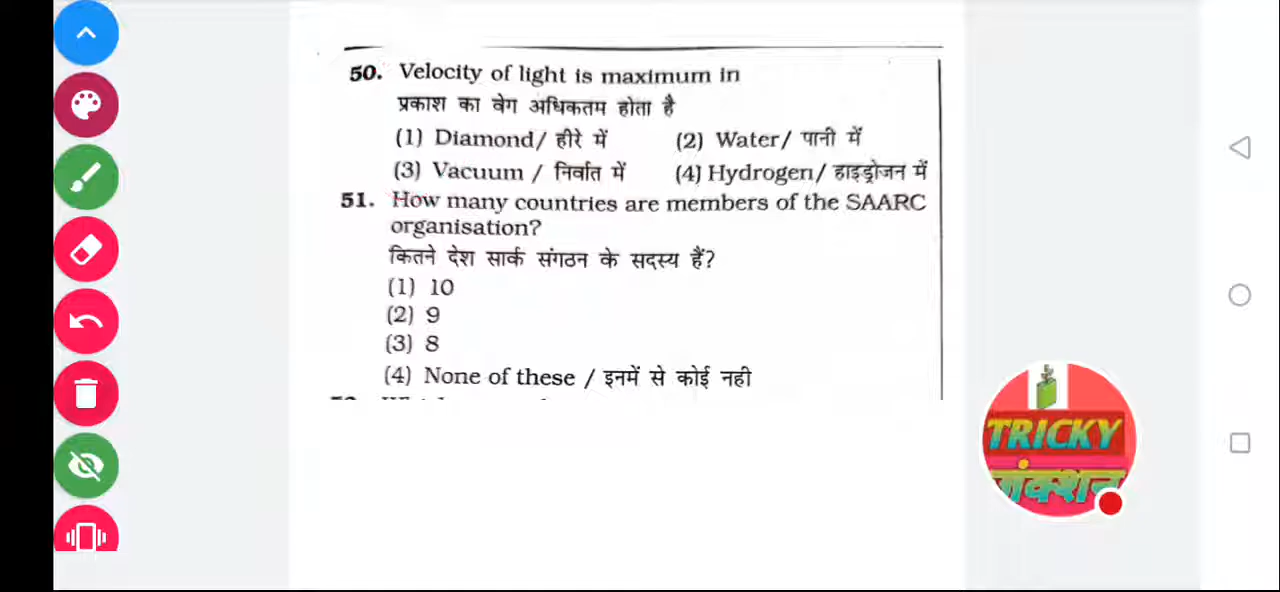 50. Velocity of light is maximum in
प्रकाश का वेग अधिकतम होता है
(1) Diamond / हीरे में (2) Water / पानी में
(3) Vacuum / निर्वात में (4) Hydrogen / हाइड्रोजन में
51. How many countries are members of the SAARC
organisation?
कितने देश सार्क संगठन के सदस्य हैं?
(1) 10
(2) 9
(3) 8
(4) None of these / इनमें से कोई नही
TRICKY
जंक्शन